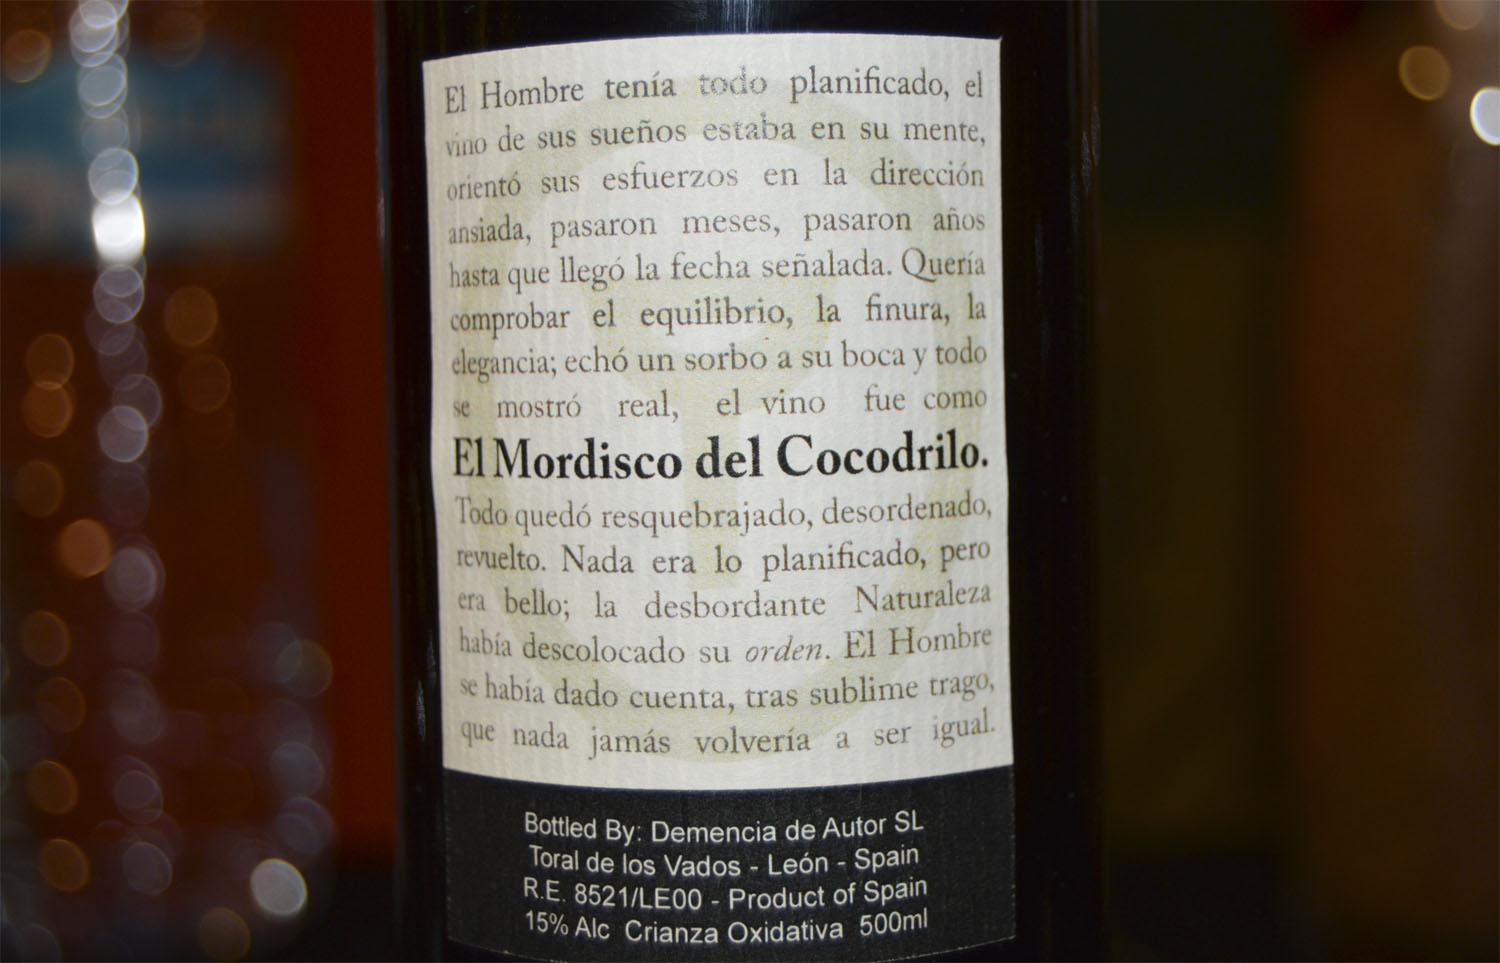 El Hombre tenía todo planificado, el
vino de sus sueños estaba en su mente,
orientó sus esfuerzos en la dirección
ansiada, pasaron meses, pasaron años
hasta que llegó la fecha señalada. Quería
comprobar el equilibrio, la finura, la
elegancia; echó un sorbo a su boca y todo
se mostró real, el vino fue como
El Mordisco del Cocodrilo.
Todo quedó resquebrajado, desordenado,
revuelto. Nada era lo planificado, pero
era bello; la desbordante Naturaleza
había descolocado su orden. El Hombre
se había dado cuenta, tras sublime trago,
que nada jamás volvería a ser igual.
Bottled By: Demencia de Autor SL
Toral de los Vados - León - Spain
R.E. 8521/LE00 - Product of Spain
15% Alc Crianza Oxidativa 500ml